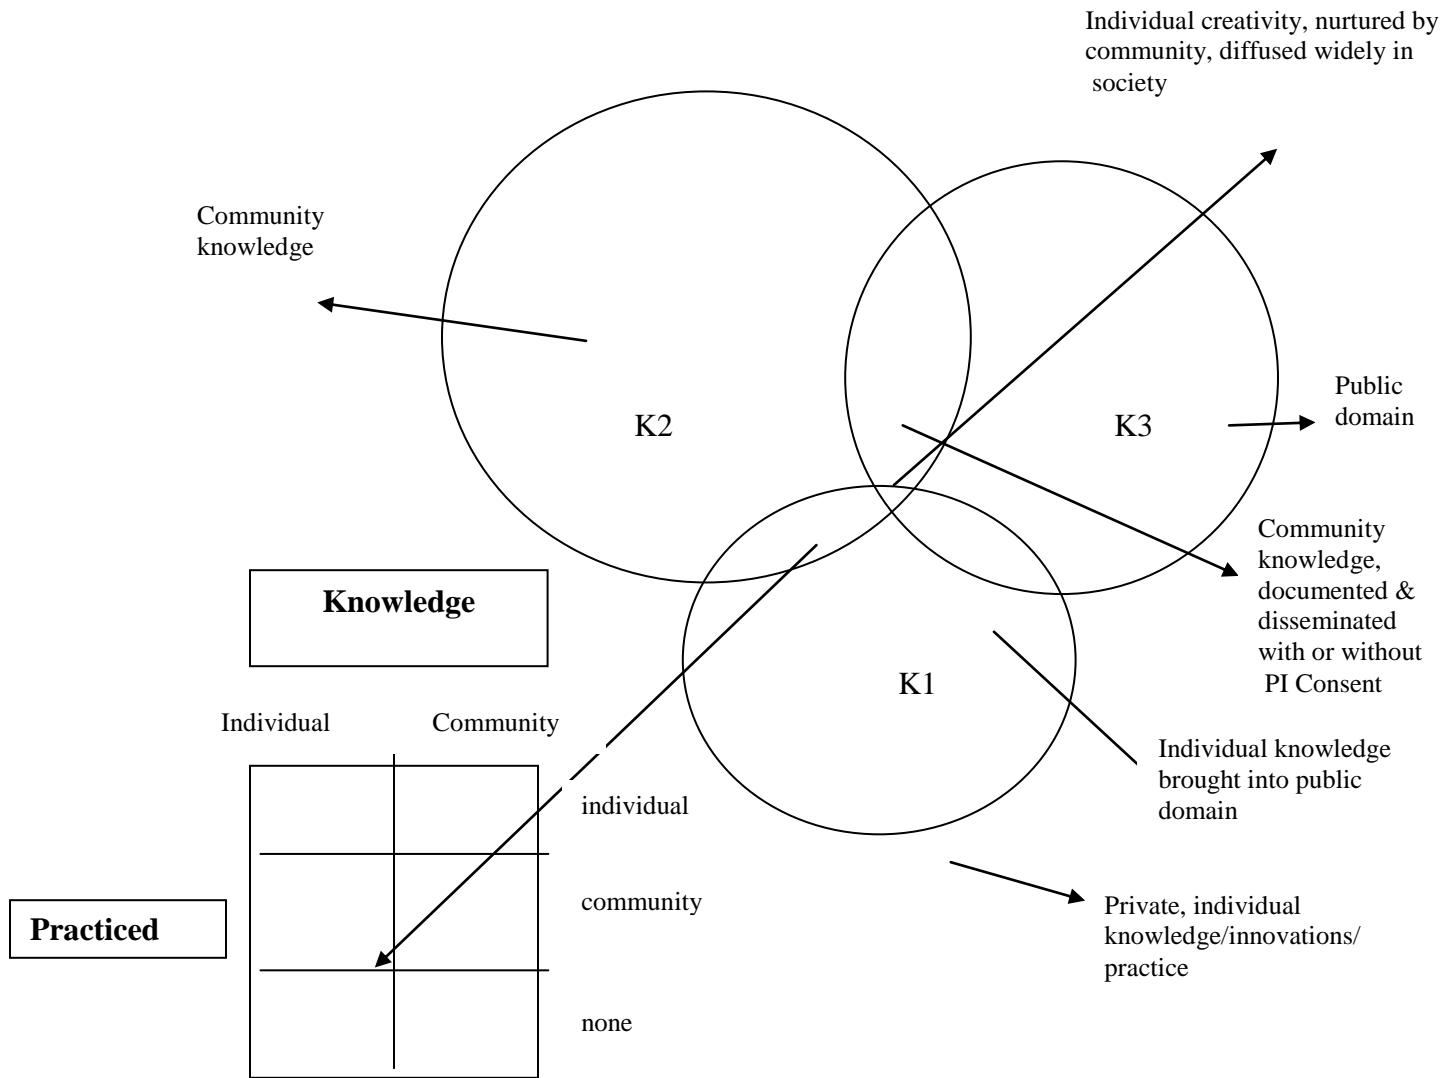 Individual creativity, nurtured by
community, diffused widely in
society
Community
knowledge
Public
domain
K2
K3
Community
knowledge,
documented &
disseminated
with or without
PI Consent
Knowledge
K1
Individual
Community
Individual knowledge
brought into public
domain
individual
community
Practiced
Private, individual
knowledge/innovations/
practice
none